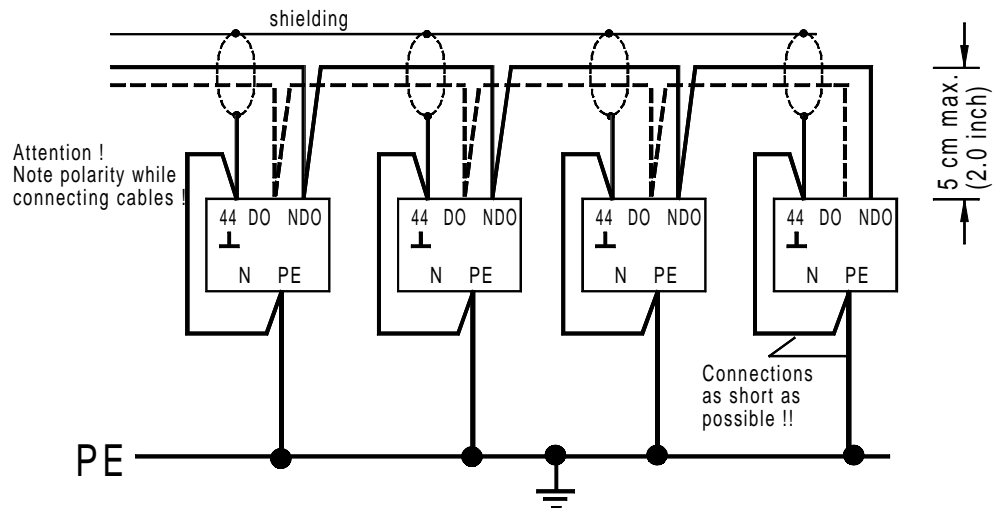 shielding
Attention !
Note polarity while
connecting cables !
5 cm max.
(2.0 inch)
44 DO NDO
N PE
44 DO NDO
N PE
44 DO NDO
N PE
44 DO NDO
N PE
Connections
as short as
possible !!
PE